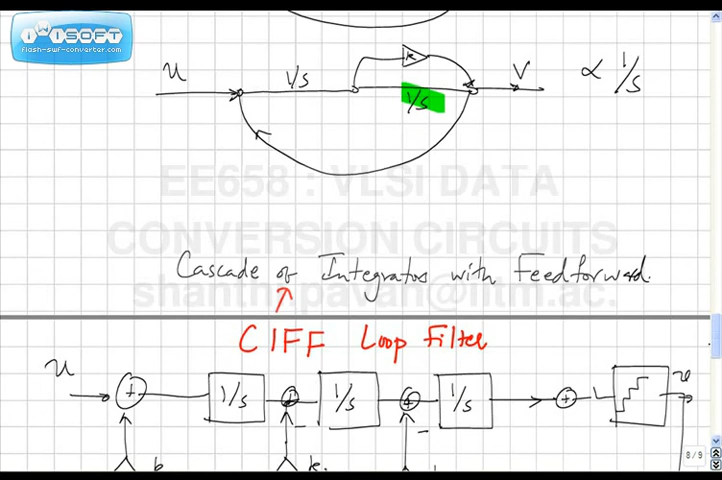 iWiSOFT
flash-swf-converter.com
k
u 1/s V ∝ 1/s
1/s
EE658 : VLSI DATA
CONVERSION CIRCUITS
Cascade of Integrators with Feedforward.
CIFF Loop Filter
u
+ 1/s + 1/s + 1/s + v
- -
8/9
k